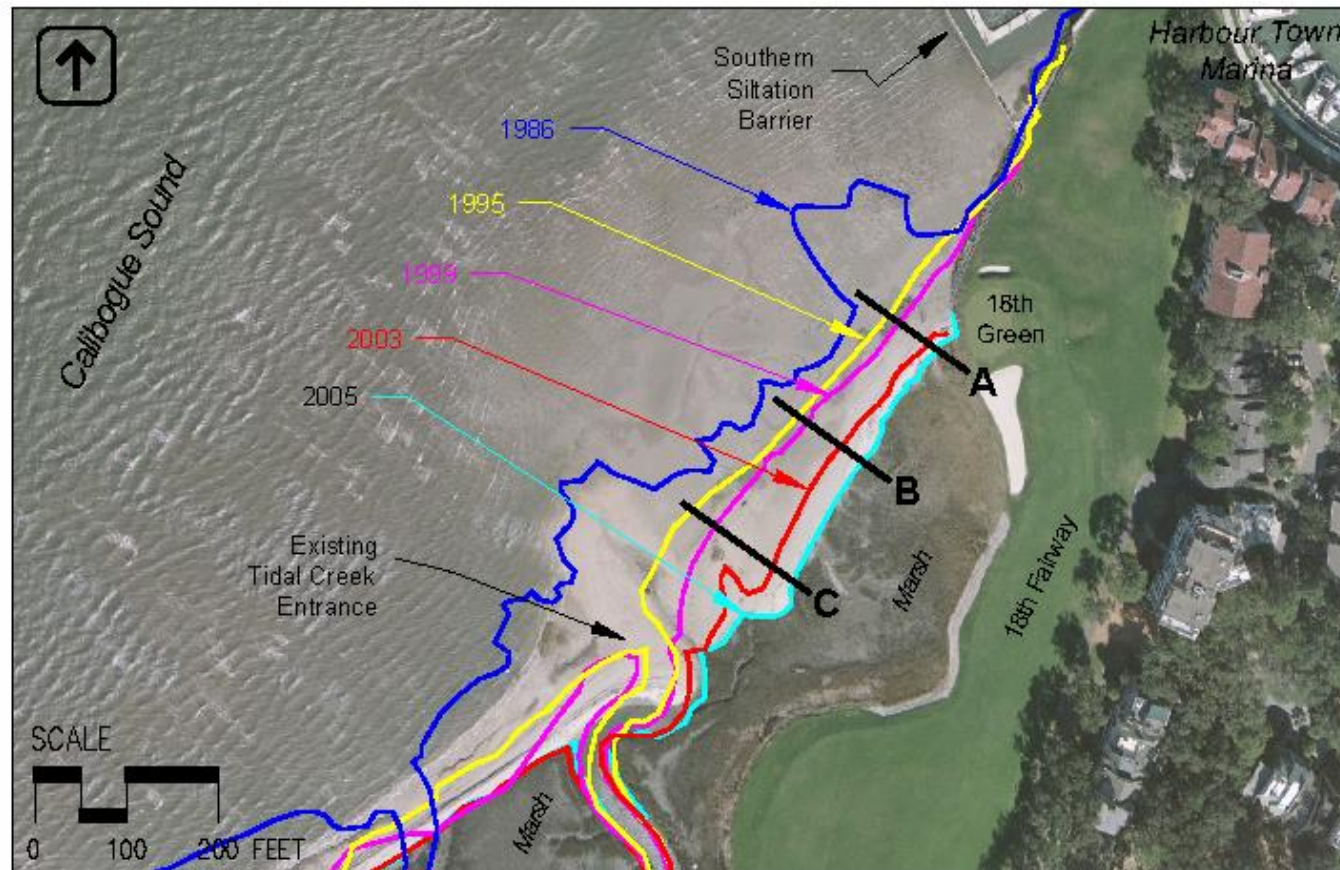 Harbour Town
Marina
Southern
Siltation
Barrier
1986
1995
1999
2003
2005
Calibogue Sound
18th
Green
A
B
C
Existing
Tidal Creek
Entrance
Marsh
18th Fairway
Marsh
SCALE
0 100 200 FEET